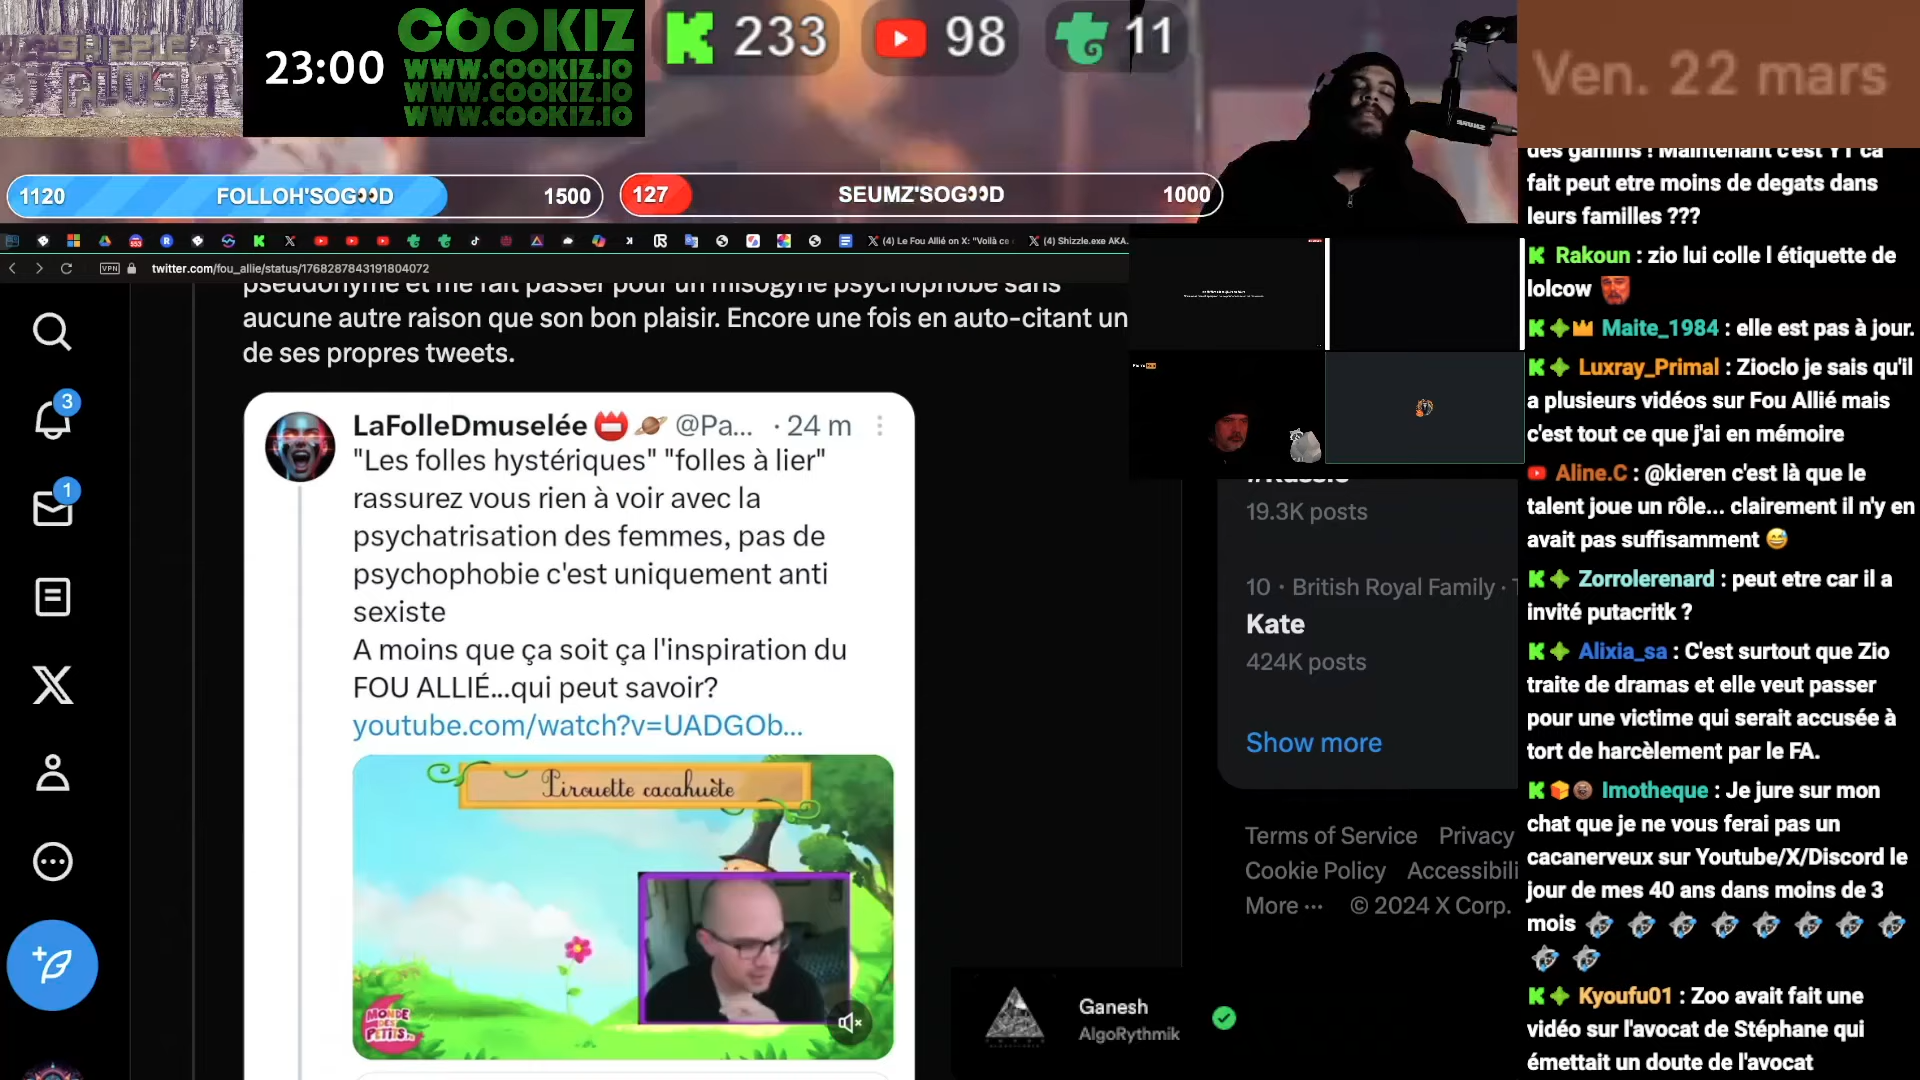 23:00
COOKIZ
WWW.COOKIZ.IO
WWW.COOKIZ.IO
WWW.COOKIZ.IO
233
98
11
Ven. 22 mars
1120 FOLLOH'SOG👀D 1500
127 SEUMZ'SOG👀D 1000
(4) Le Fou Allié on X: "Voilà ce
(4) Shizzle.exe AKA.
VPN twitter.com/fou_allie/status/1768287843191804072
pseudonyme et me fait passer pour un misogyne psychophobe sans
aucune autre raison que son bon plaisir. Encore une fois en auto-citant un
de ses propres tweets.
3
1
LaFolleDmuselée 📛 🪐 @Pa... · 24 m
"Les folles hystériques" "folles à lier"
rassurez vous rien à voir avec la
psychatrisation des femmes, pas de
psychophobie c'est uniquement anti
sexiste
A moins que ça soit ça l'inspiration du
FOU ALLIÉ...qui peut savoir?
youtube.com/watch?v=UADGOb...
Pirouette cacahuète
MONDE DES PETITS
19.3K posts
10 · British Royal Family ·
Kate
424K posts
Show more
Terms of Service Privacy
Cookie Policy Accessibili
More ··· © 2024 X Corp.
Ganesh
AlgoRythmik
des gamins ! Maintenant c'est YT ca
fait peut etre moins de degats dans
leurs familles ???
Rakoun : zio lui colle l étiquette de
lolcow
Maite_1984 : elle est pas à jour.
Luxray_Primal : Zioclo je sais qu'il
a plusieurs vidéos sur Fou Allié mais
c'est tout ce que j'ai en mémoire
Aline.C : @kieren c'est là que le
talent joue un rôle... clairement il n'y en
avait pas suffisamment 😅
Zorrolerenard : peut etre car il a
invité putacritk ?
Alixia_sa : C'est surtout que Zio
traite de dramas et elle veut passer
pour une victime qui serait accusée à
tort de harcèlement par le FA.
Imotheque : Je jure sur mon
chat que je ne vous ferai pas un
cacanerveux sur Youtube/X/Discord le
jour de mes 40 ans dans moins de 3
mois
Kyoufu01 : Zoo avait fait une
vidéo sur l'avocat de Stéphane qui
émettait un doute de l'avocat